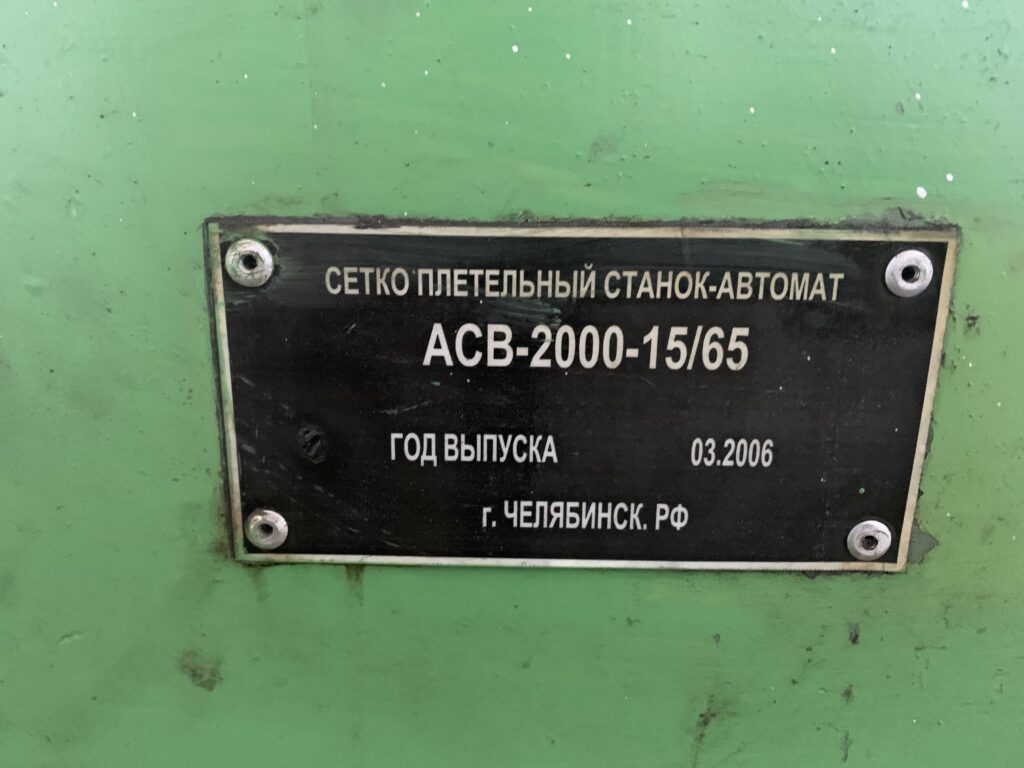 СЕТКО ПЛЕТЕЛЬНЫЙ СТАНОК-АВТОМАТ
АСВ-2000-15/65
ГОД ВЫПУСКА 03.2006
г. ЧЕЛЯБИНСК. РФ